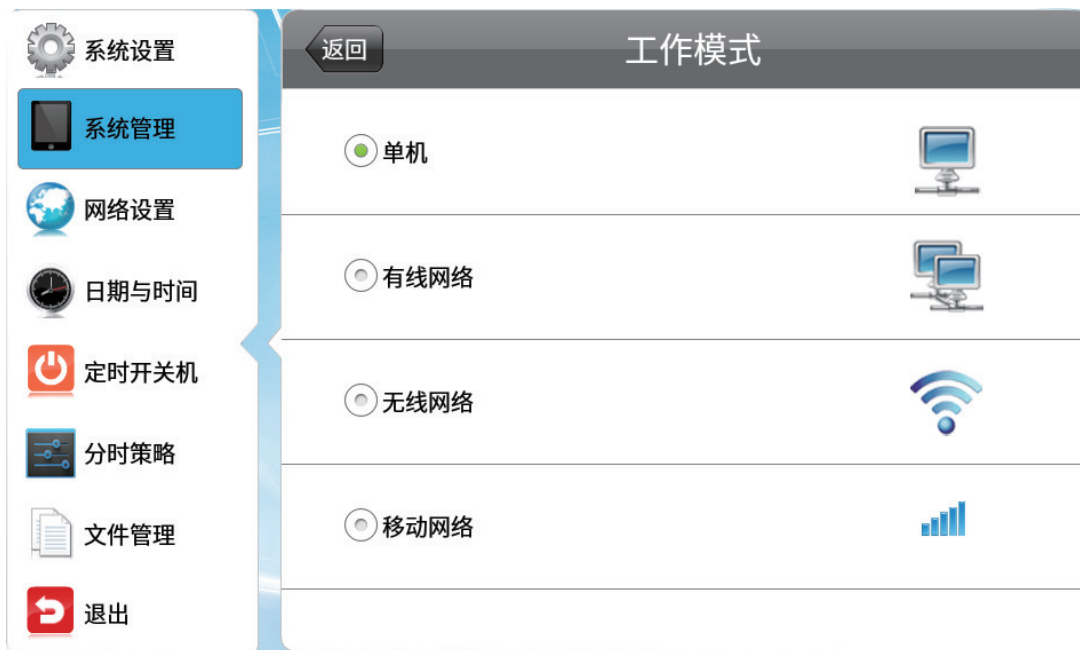 系统设置
系统管理
网络设置
日期与时间
定时开关机
分时策略
文件管理
退出
返回
工作模式
单机
有线网络
无线网络
移动网络